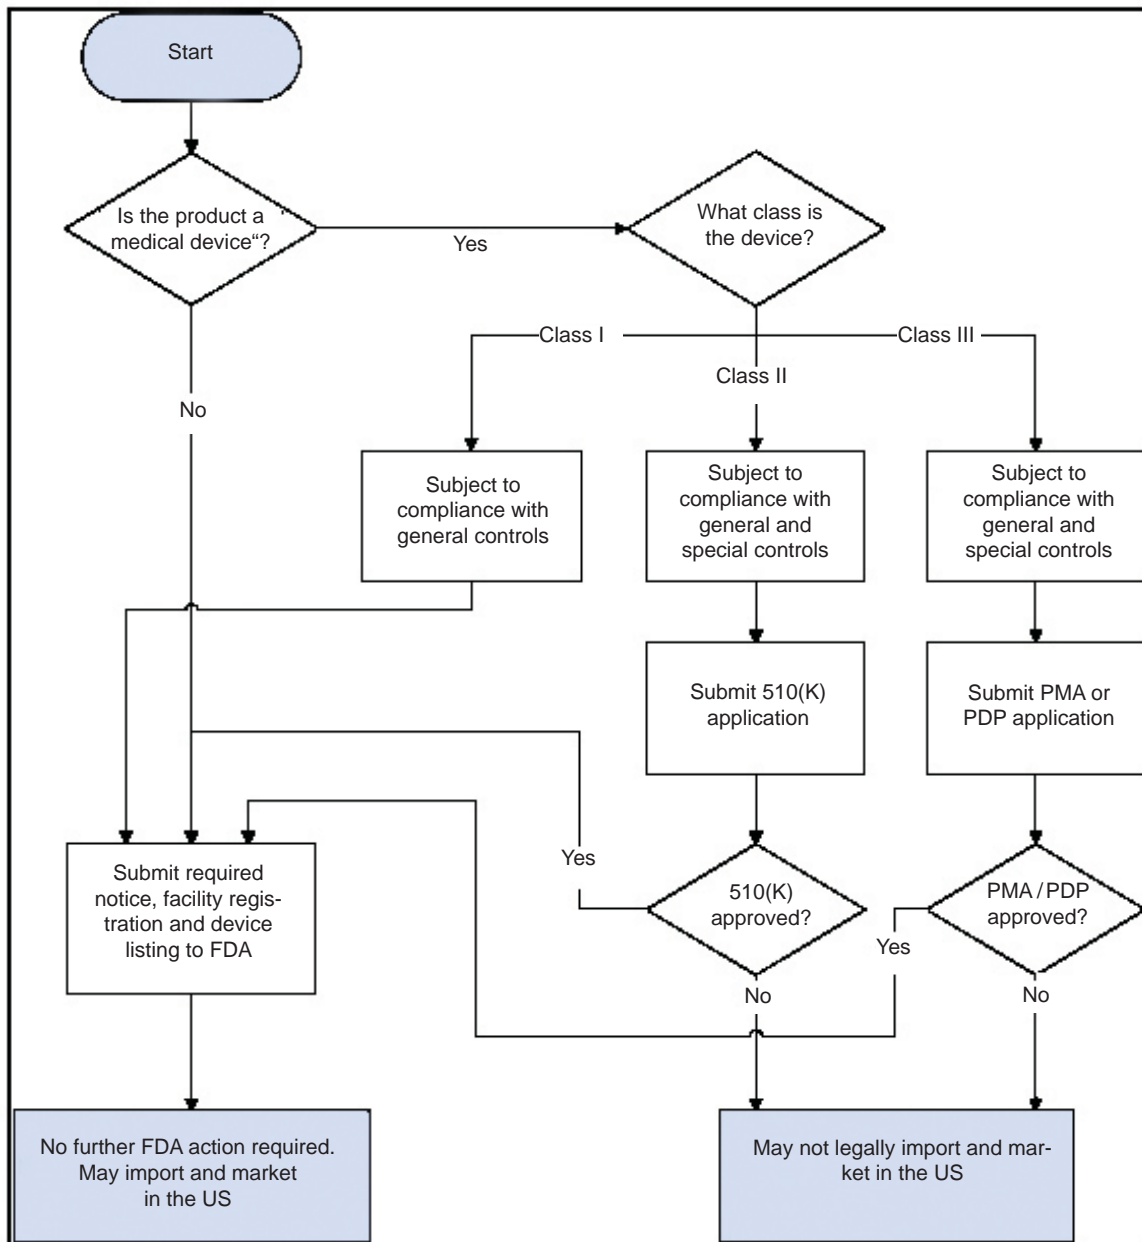 Start
Is the product a '
medical device“?
Yes
What class is
the device?
No
Class I
Class II
Class III
Subject to
compliance with
general controls
Subject to
compliance with
general and
special controls
Subject to
compliance with
general and
special controls
Submit 510(K)
application
Submit PMA or
PDP application
Submit required
notice, facility regis-
tration and device
listing to FDA
Yes
510(K)
approved?
Yes
PMA / PDP
approved?
No
No
No further FDA action required.
May import and market
in the US
May not legally import and mar-
ket in the US